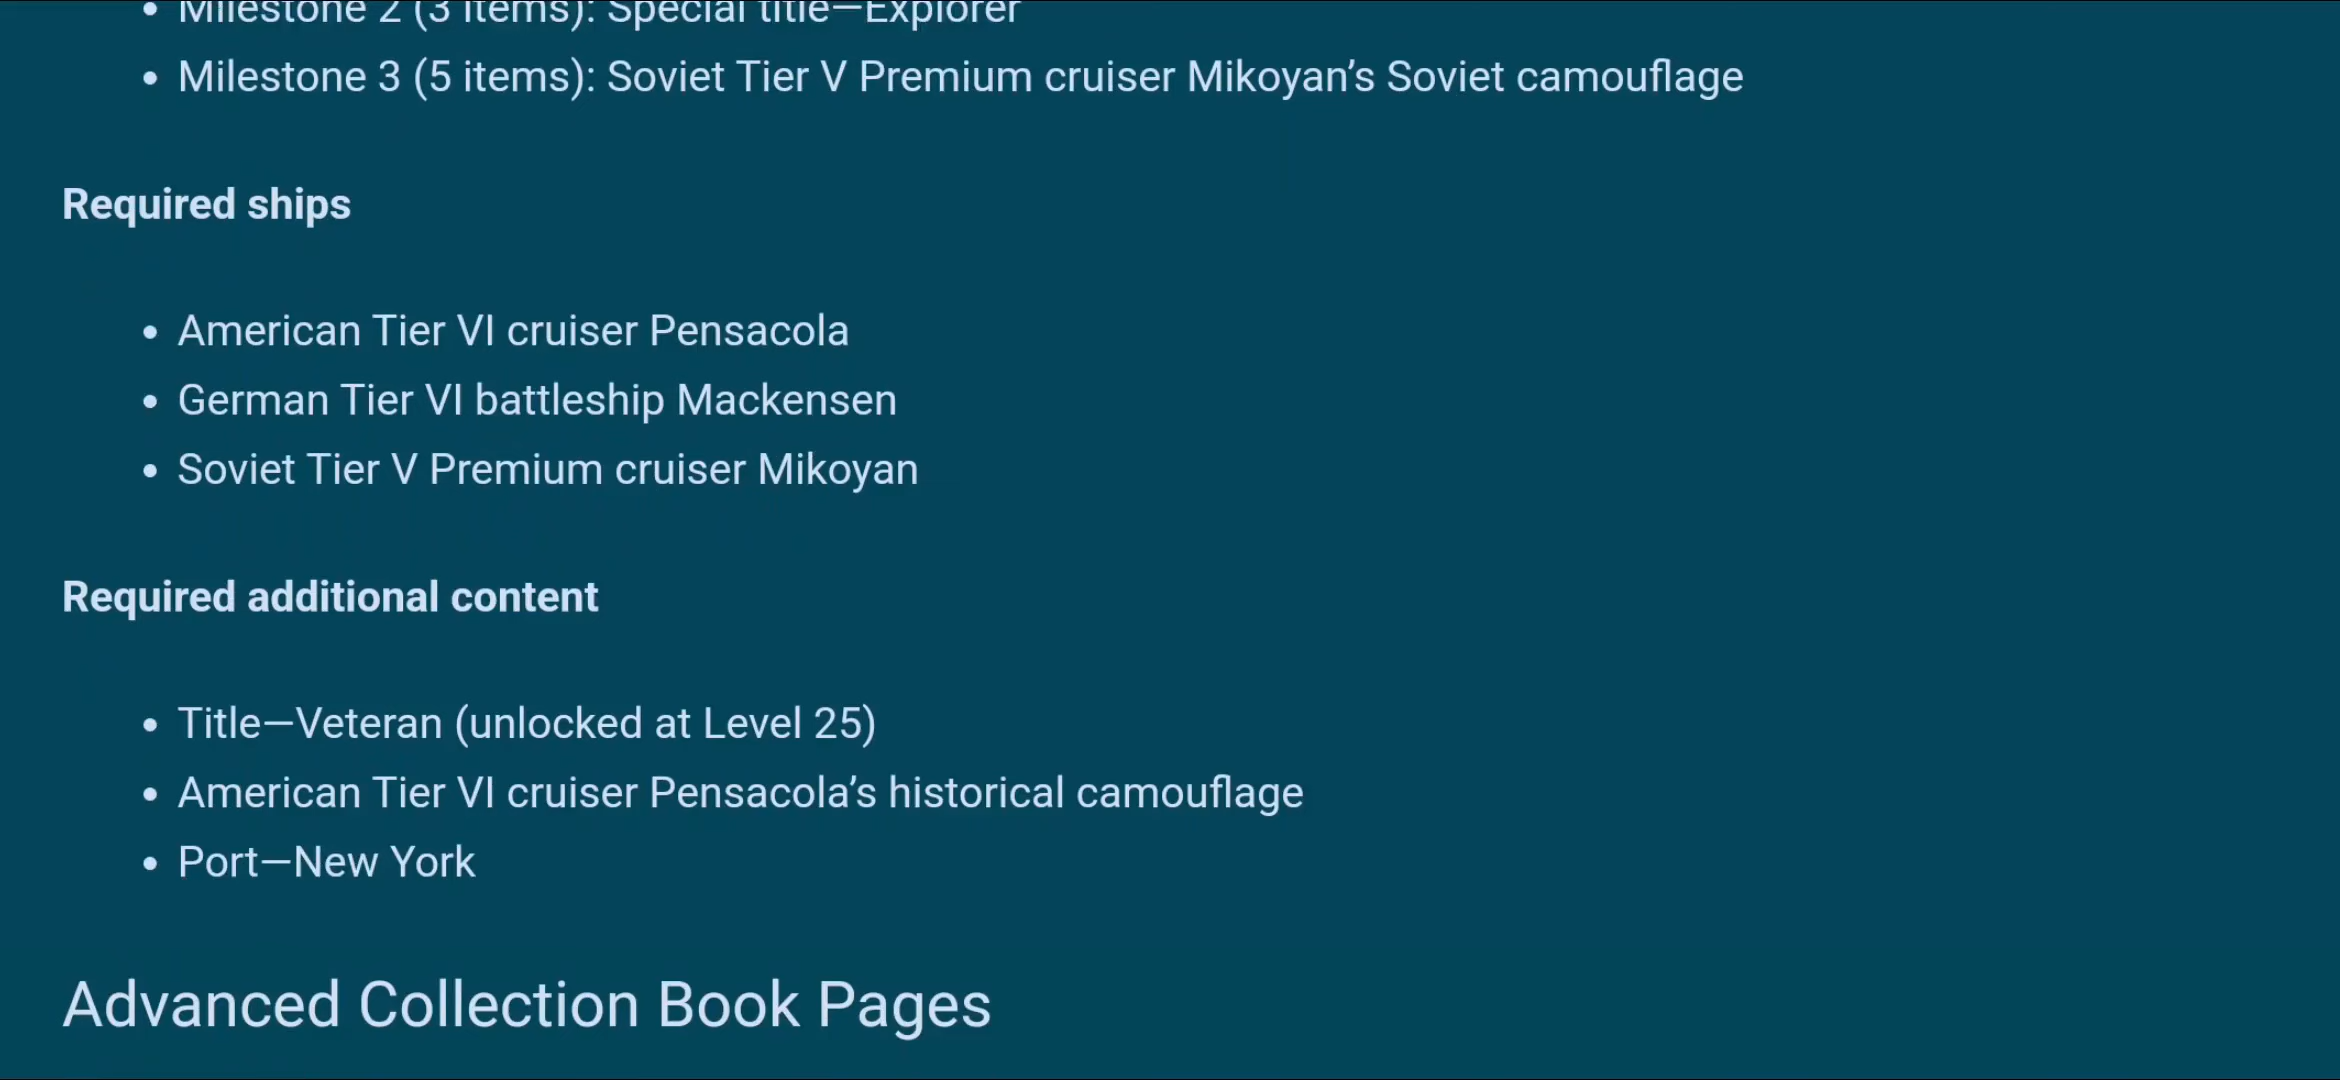 • Milestone 2 (3 items): Special title—Explorer
• Milestone 3 (5 items): Soviet Tier V Premium cruiser Mikoyan’s Soviet camouflage
Required ships
• American Tier VI cruiser Pensacola
• German Tier VI battleship Mackensen
• Soviet Tier V Premium cruiser Mikoyan
Required additional content
• Title—Veteran (unlocked at Level 25)
• American Tier VI cruiser Pensacola’s historical camouflage
• Port—New York
Advanced Collection Book Pages